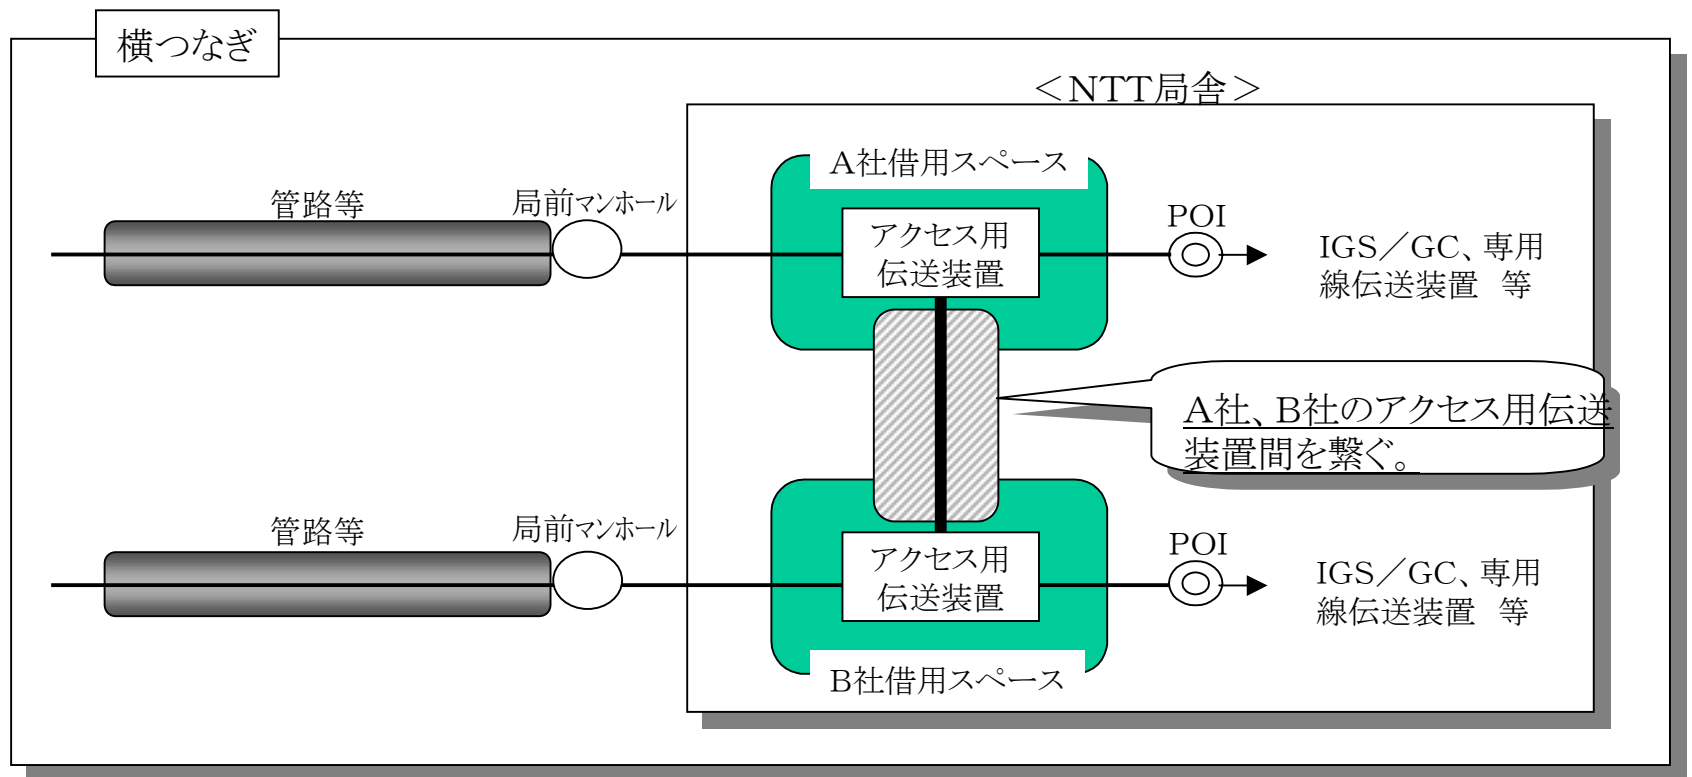 横つなぎ
＜NTT局舎＞
A社借用スペース
管路等
局前マンホール
アクセス用
伝送装置
POI
IGS／GC、専用
線伝送装置　等
A社、B社のアクセス用伝送
装置間を繋ぐ。
管路等
局前マンホール
アクセス用
伝送装置
POI
IGS／GC、専用
線伝送装置　等
B社借用スペース